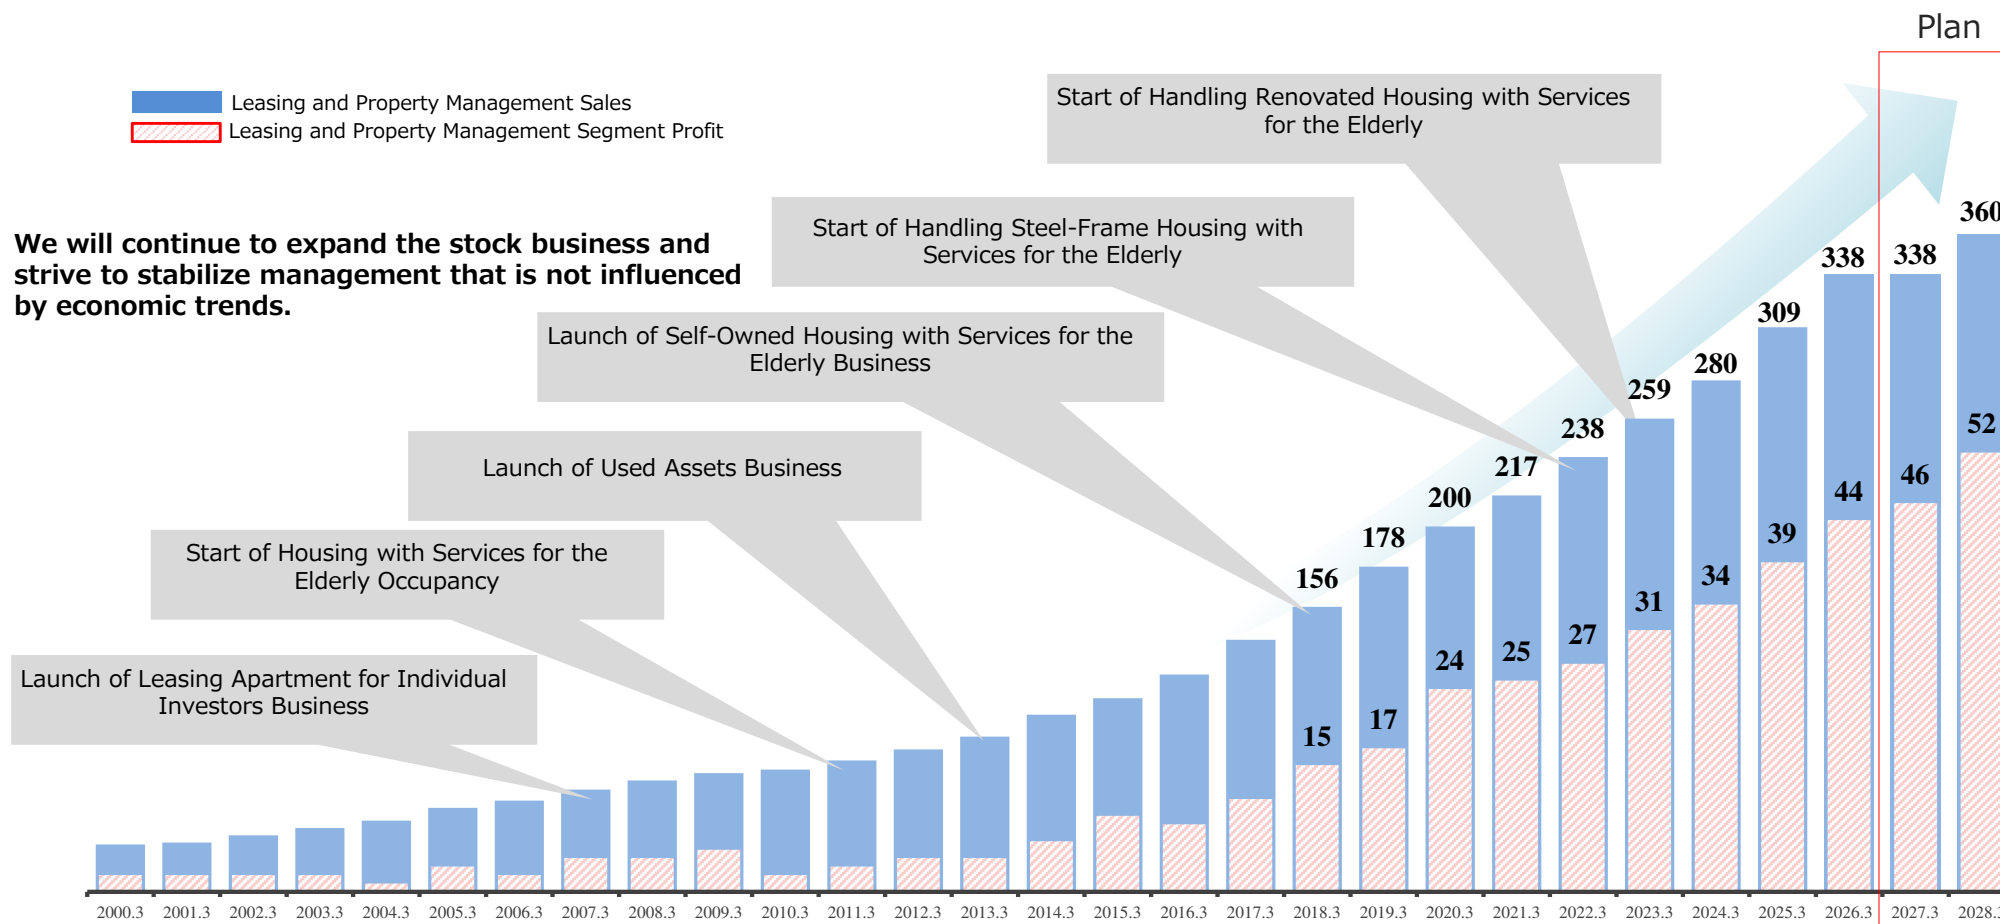 Plan
Leasing and Property Management Sales
Leasing and Property Management Segment Profit
We will continue to expand the stock business and
strive to stabilize management that is not influenced
by economic trends.
Start of Handling Renovated Housing with Services
for the Elderly
Start of Handling Steel-Frame Housing with
Services for the Elderly
Launch of Self-Owned Housing with Services for the
Elderly Business
Launch of Used Assets Business
Start of Housing with Services for the
Elderly Occupancy
Launch of Leasing Apartment for Individual
Investors Business
156 178 200 217 238 259 280 309 338 338 360
15 17 24 25 27 31 34 39 44 46 52
2000.3 2001.3 2002.3 2003.3 2004.3 2005.3 2006.3 2007.3 2008.3 2009.3 2010.3 2011.3 2012.3 2013.3 2014.3 2015.3 2016.3 2017.3 2018.3 2019.3 2020.3 2021.3 2022.3 2023.3 2024.3 2025.3 2026.3 2027.3 2028.3